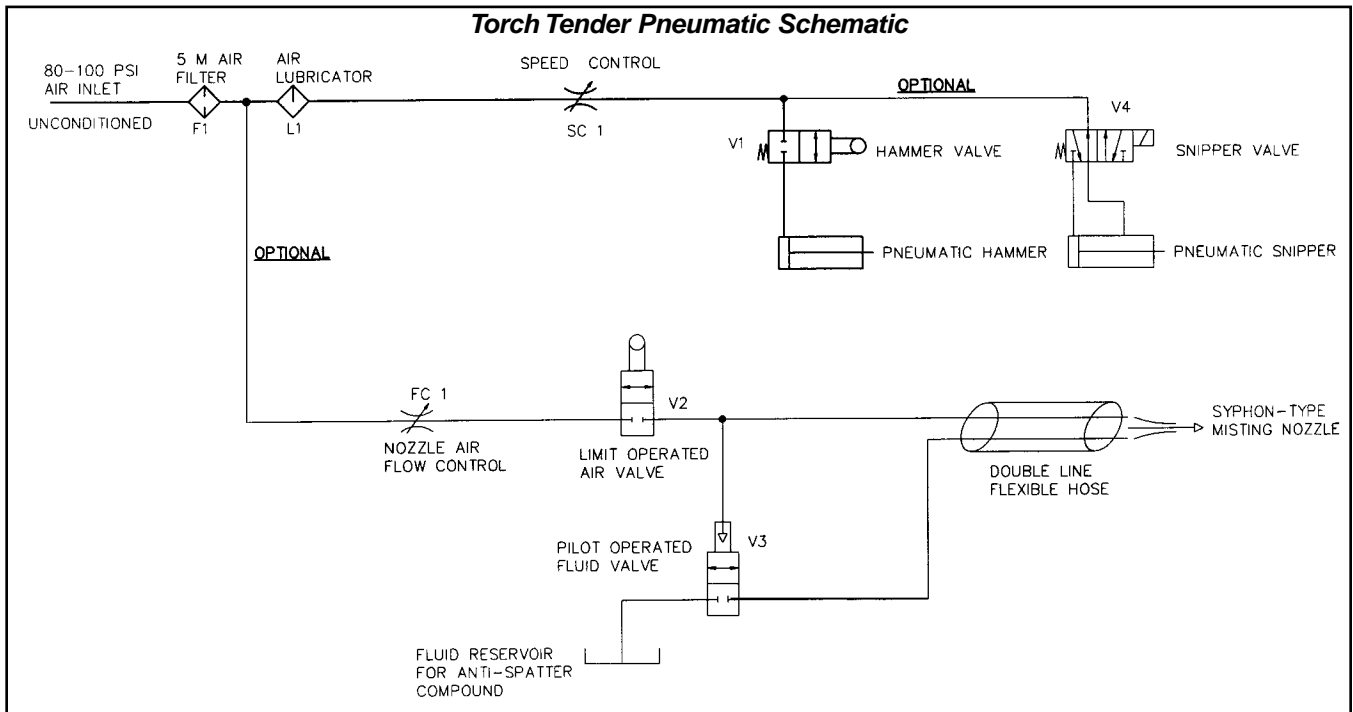 Torch Tender Pneumatic Schematic
80-100 PSI
AIR INLET
UNCONDITIONED
5 M AIR
FILTER
F1
AIR
LUBRICATOR
L1
SPEED CONTROL
SC 1
OPTIONAL
V1
HAMMER VALVE
V4
SNIPPER VALVE
PNEUMATIC HAMMER
PNEUMATIC SNIPPER
OPTIONAL
FC 1
NOZZLE AIR
FLOW CONTROL
V2
LIMIT OPERATED
AIR VALVE
SYPHON-TYPE
MISTING NOZZLE
DOUBLE LINE
FLEXIBLE HOSE
PILOT OPERATED
FLUID VALVE
V3
FLUID RESERVOIR
FOR ANTI-SPATTER
COMPOUND